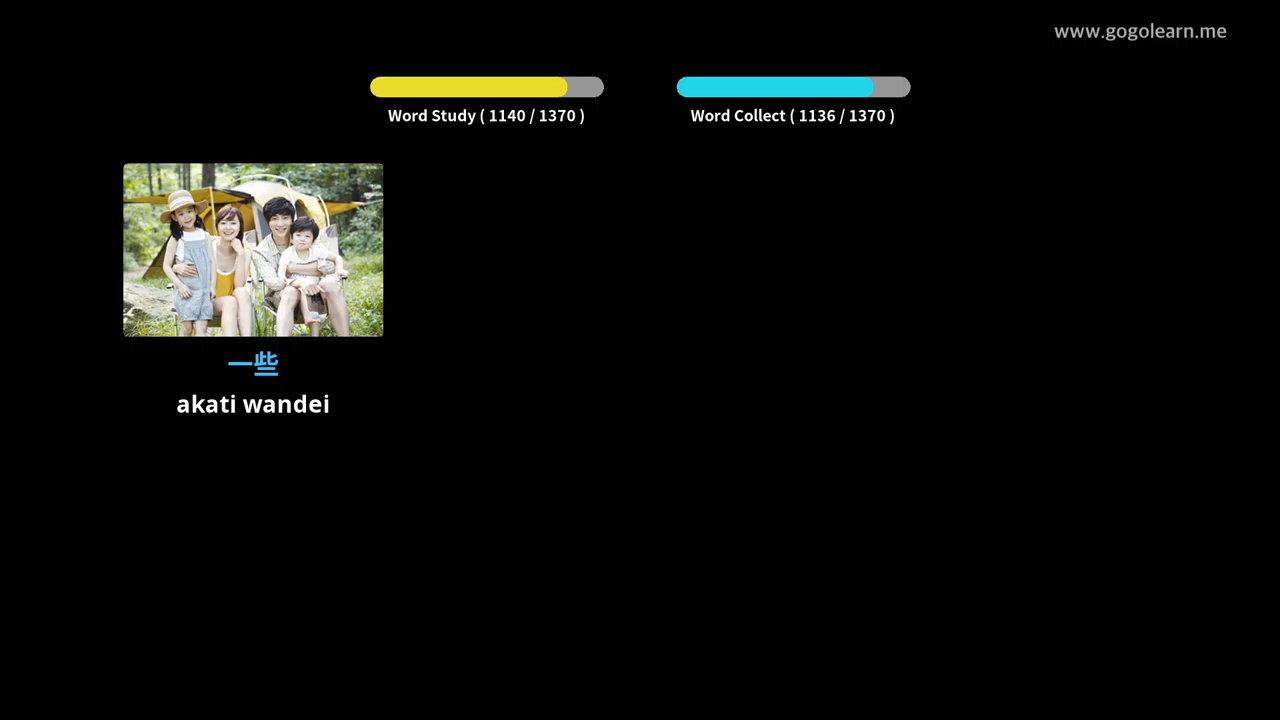 www.gogolearn.me
Word Study ( 1140 / 1370 )
Word Collect ( 1136 / 1370 )
一些
akati wandei